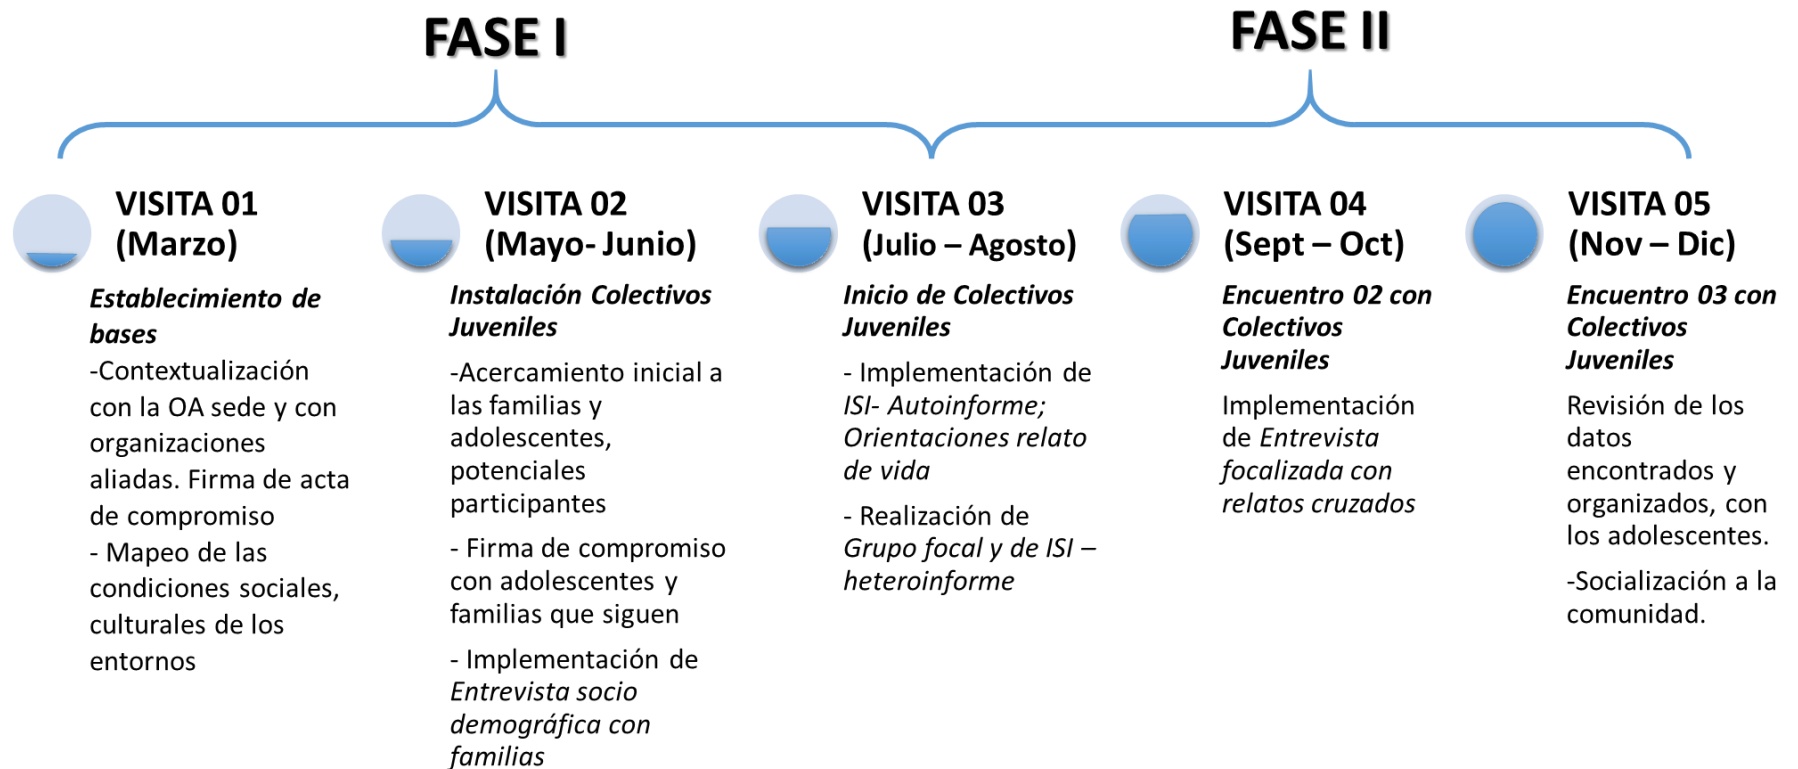 FASE I
FASE II
VISITA 01
(Marzo)
Establecimiento de
bases
-Contextualización
con la OA sede y con
organizaciones
aliadas. Firma de acta
de compromiso
- Mapeo de las
condiciones sociales,
culturales de los
entornos
VISITA 02
(Mayo- Junio)
Instalación Colectivos
Juveniles
-Acercamiento inicial a
las familias y
adolescentes,
potenciales
participantes
- Firma de compromiso
con adolescentes y
familias que siguen
- Implementación de
Entrevista socio
demográfica con
familias
VISITA 03
(Julio – Agosto)
Inicio de Colectivos
Juveniles
- Implementación de
ISI- Autoinforme;
Orientaciones relato
de vida
- Realización de
Grupo focal y de ISI –
heteroinforme
VISITA 04
(Sept – Oct)
Encuentro 02 con
Colectivos
Juveniles
Implementación
de Entrevista
focalizada con
relatos cruzados
VISITA 05
(Nov – Dic)
Encuentro 03 con
Colectivos
Juveniles
Revisión de los
datos
encontrados y
organizados, con
los adolescentes.
-Socialización a la
comunidad.